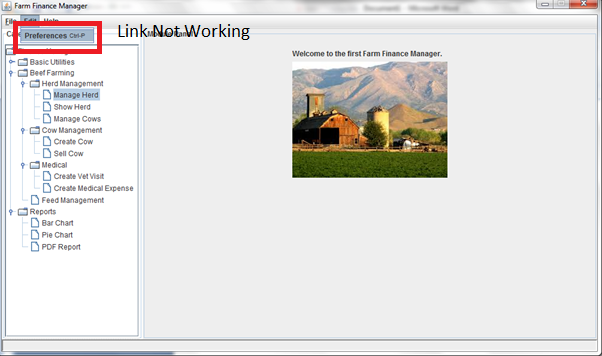 Farm Finance Manager
File Edit Help
Preferences Ctrl-P
Link Not Working
Welcome to the first Farm Finance Manager.
Basic Utilities
Beef Farming
Herd Management
Manage Herd
Show Herd
Manage Cows
Cow Management
Create Cow
Sell Cow
Medical
Create Vet Visit
Create Medical Expense
Feed Management
Reports
Bar Chart
Pie Chart
PDF Report